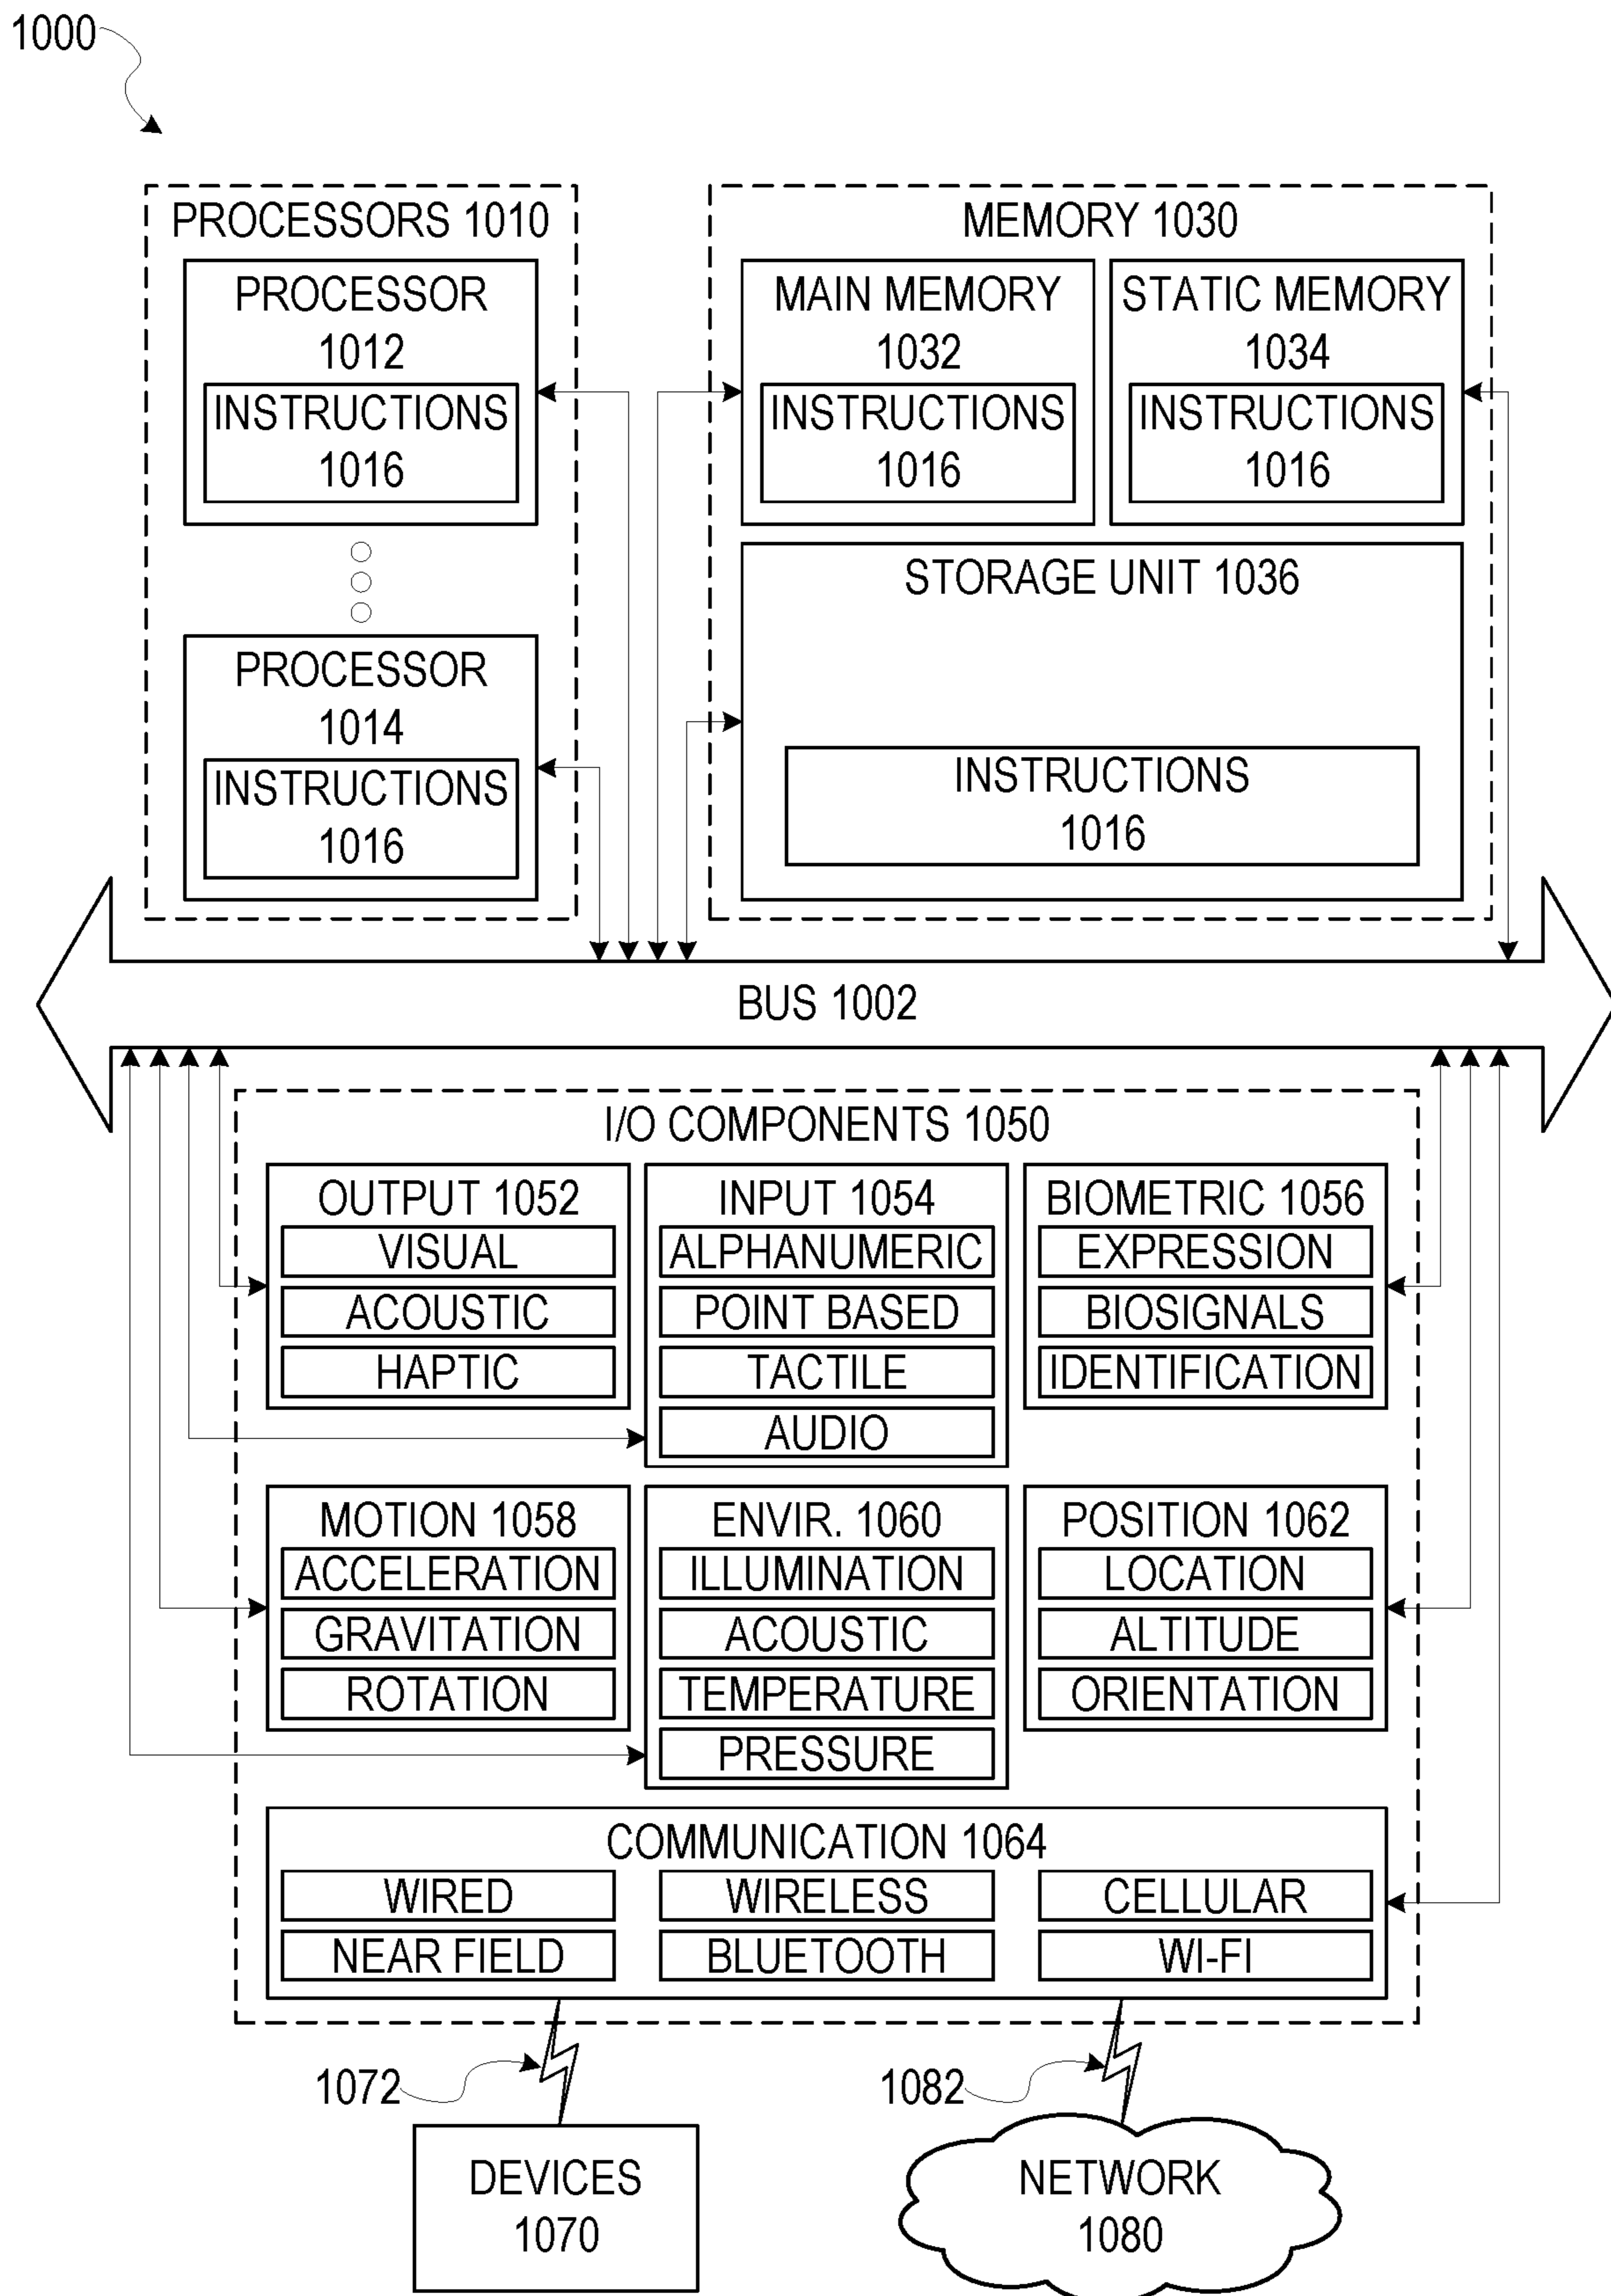 1000
PROCESSORS 1010
PROCESSOR
1012
INSTRUCTIONS
1016
PROCESSOR
1014
INSTRUCTIONS
1016
MEMORY 1030
MAIN MEMORY
1032
INSTRUCTIONS
1016
STATIC MEMORY
1034
INSTRUCTIONS
1016
STORAGE UNIT 1036
INSTRUCTIONS
1016
BUS 1002
I/O COMPONENTS 1050
OUTPUT 1052
VISUAL
ACOUSTIC
HAPTIC
INPUT 1054
ALPHANUMERIC
POINT BASED
TACTILE
AUDIO
BIOMETRIC 1056
EXPRESSION
BIOSIGNALS
IDENTIFICATION
MOTION 1058
ACCELERATION
GRAVITATION
ROTATION
ENVIR. 1060
ILLUMINATION
ACOUSTIC
TEMPERATURE
PRESSURE
POSITION 1062
LOCATION
ALTITUDE
ORIENTATION
COMMUNICATION 1064
WIRED
WIRELESS
CELLULAR
NEAR FIELD
BLUETOOTH
WI-FI
1072
1082
DEVICES
1070
NETWORK
1080